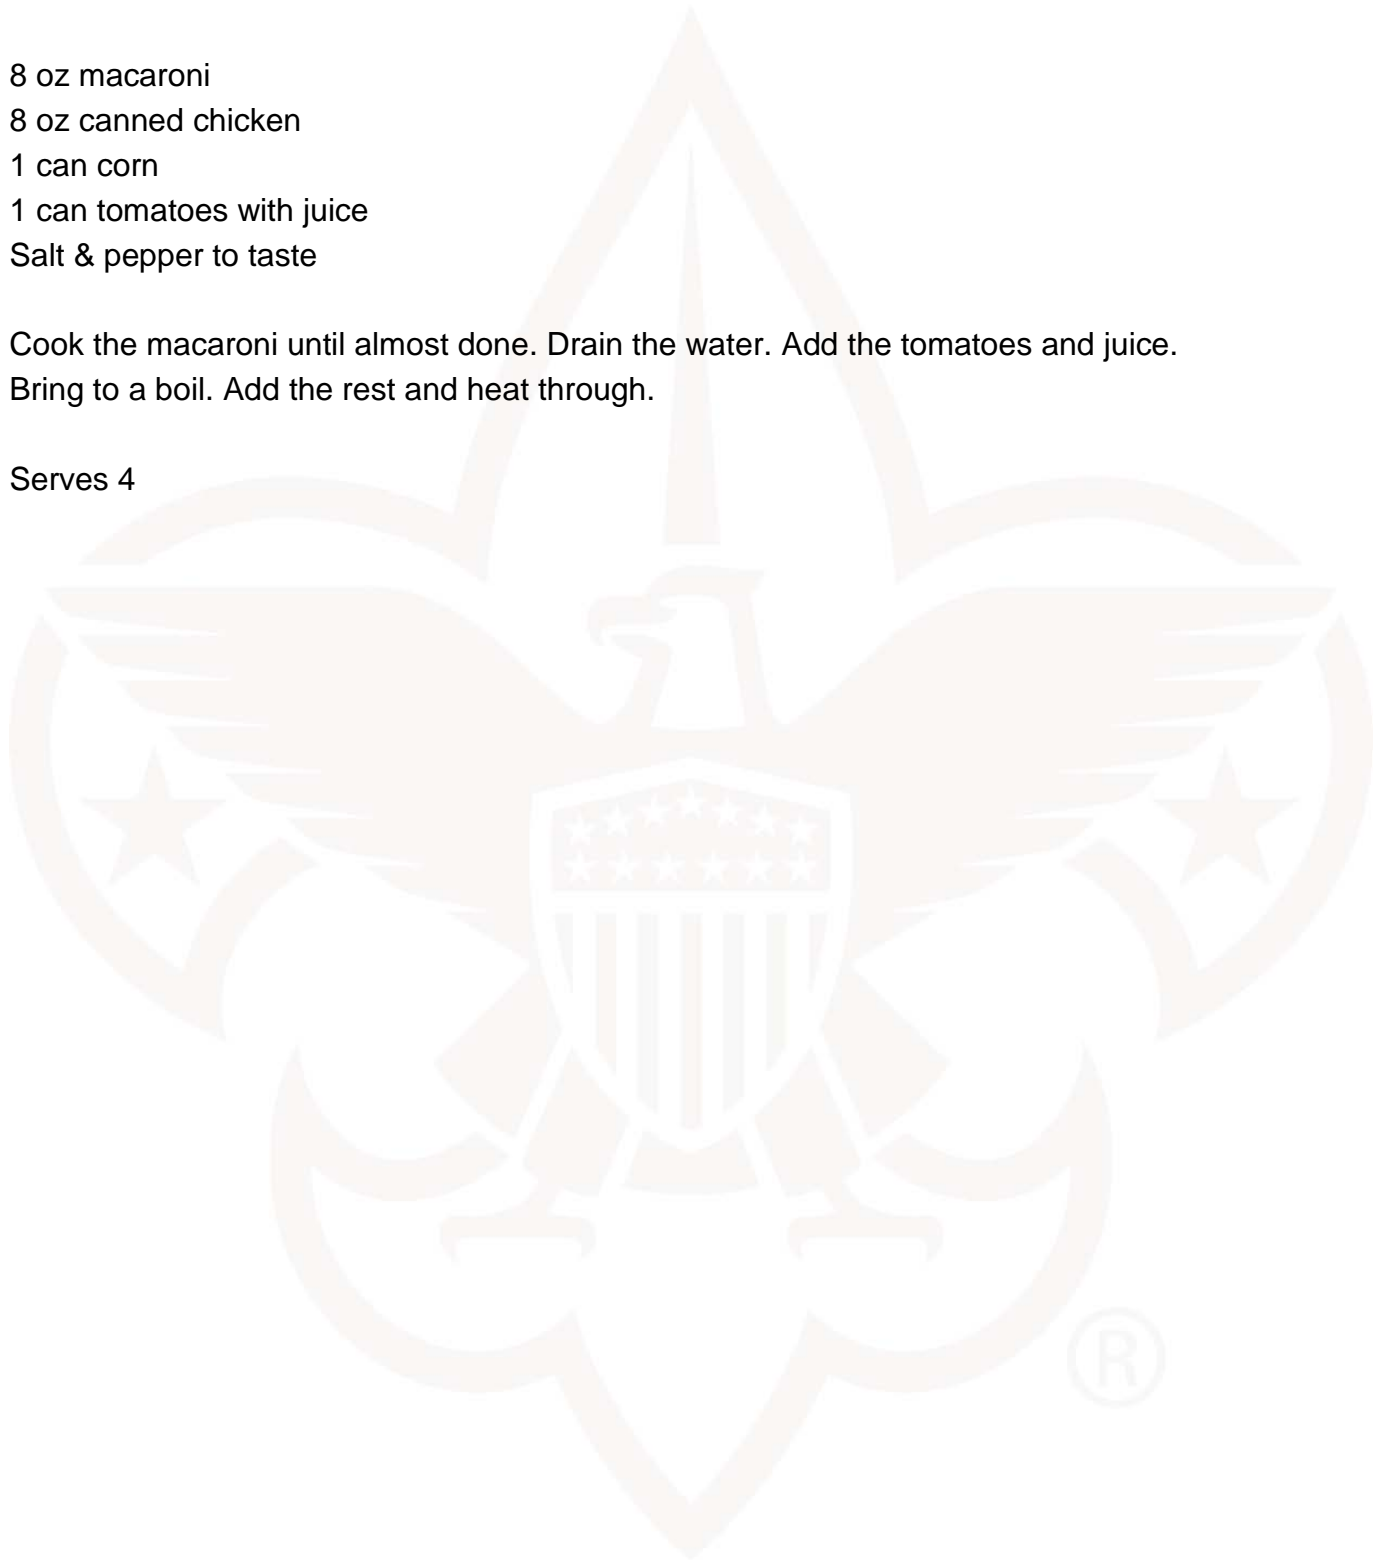 8 oz macaroni
8 oz canned chicken
1 can corn
1 can tomatoes with juice
Salt & pepper to taste
Cook the macaroni until almost done. Drain the water. Add the tomatoes and juice.
Bring to a boil. Add the rest and heat through.
Serves 4
®